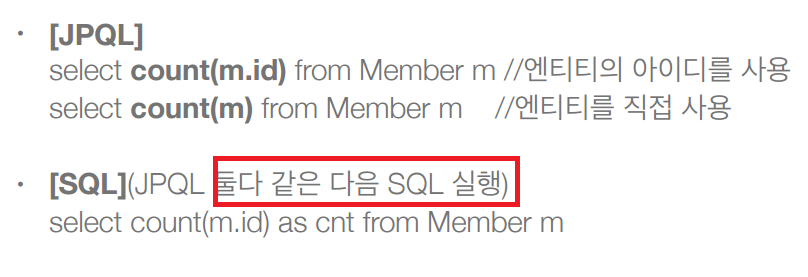 • [JPQL]
select count(m.id) from Member m //엔티티의 아이디를 사용
select count(m) from Member m //엔티티를 직접 사용
• [SQL](JPQL 둘다 같은 다음 SQL 실행)
select count(m.id) as cnt from Member m